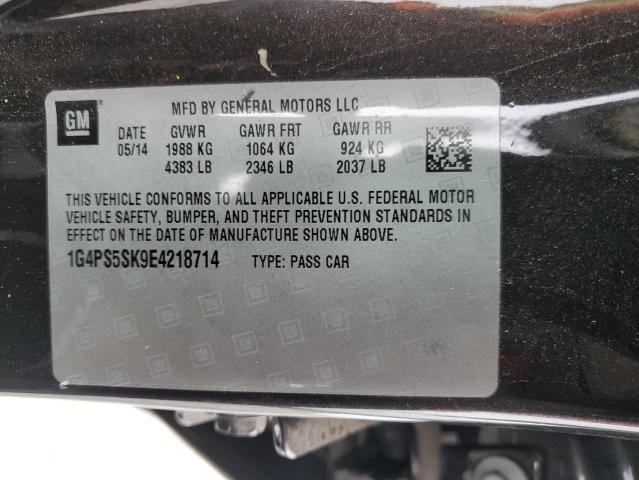 GM
MFD BY GENERAL MOTORS LLC
DATE GVWR GAWR FRT GAWR RR
05/14 1988 KG 1064 KG 924 KG
4383 LB 2346 LB 2037 LB
THIS VEHICLE CONFORMS TO ALL APPLICABLE U.S. FEDERAL MOTOR
VEHICLE SAFETY, BUMPER, AND THEFT PREVENTION STANDARDS IN
EFFECT ON THE DATE OF MANUFACTURE SHOWN ABOVE.
1G4PS5SK9E4218714 TYPE: PASS CAR